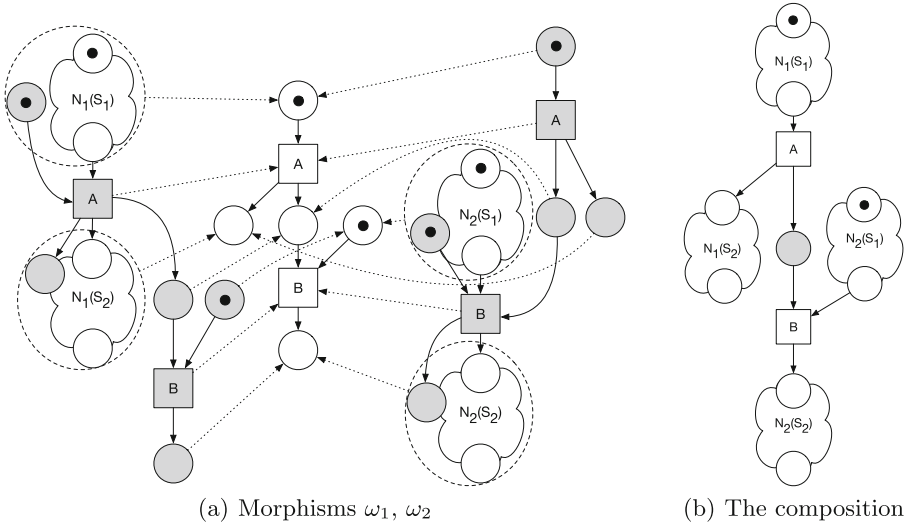 N₁(S₁)
A
N₁(S₂)
B
A
B
A
N₂(S₁)
B
N₂(S₂)
(a) Morphisms ω₁, ω₂
N₁(S₁)
A
N₁(S₂)
N₂(S₁)
B
N₂(S₂)
(b) The composition